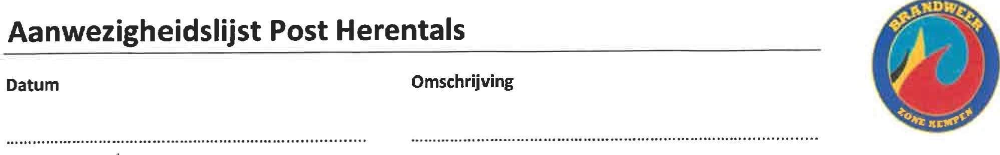 Aanwezigheidslijst Post Herentals
BRANDWEER
ZONE KEMPEN
Datum
Omschrijving